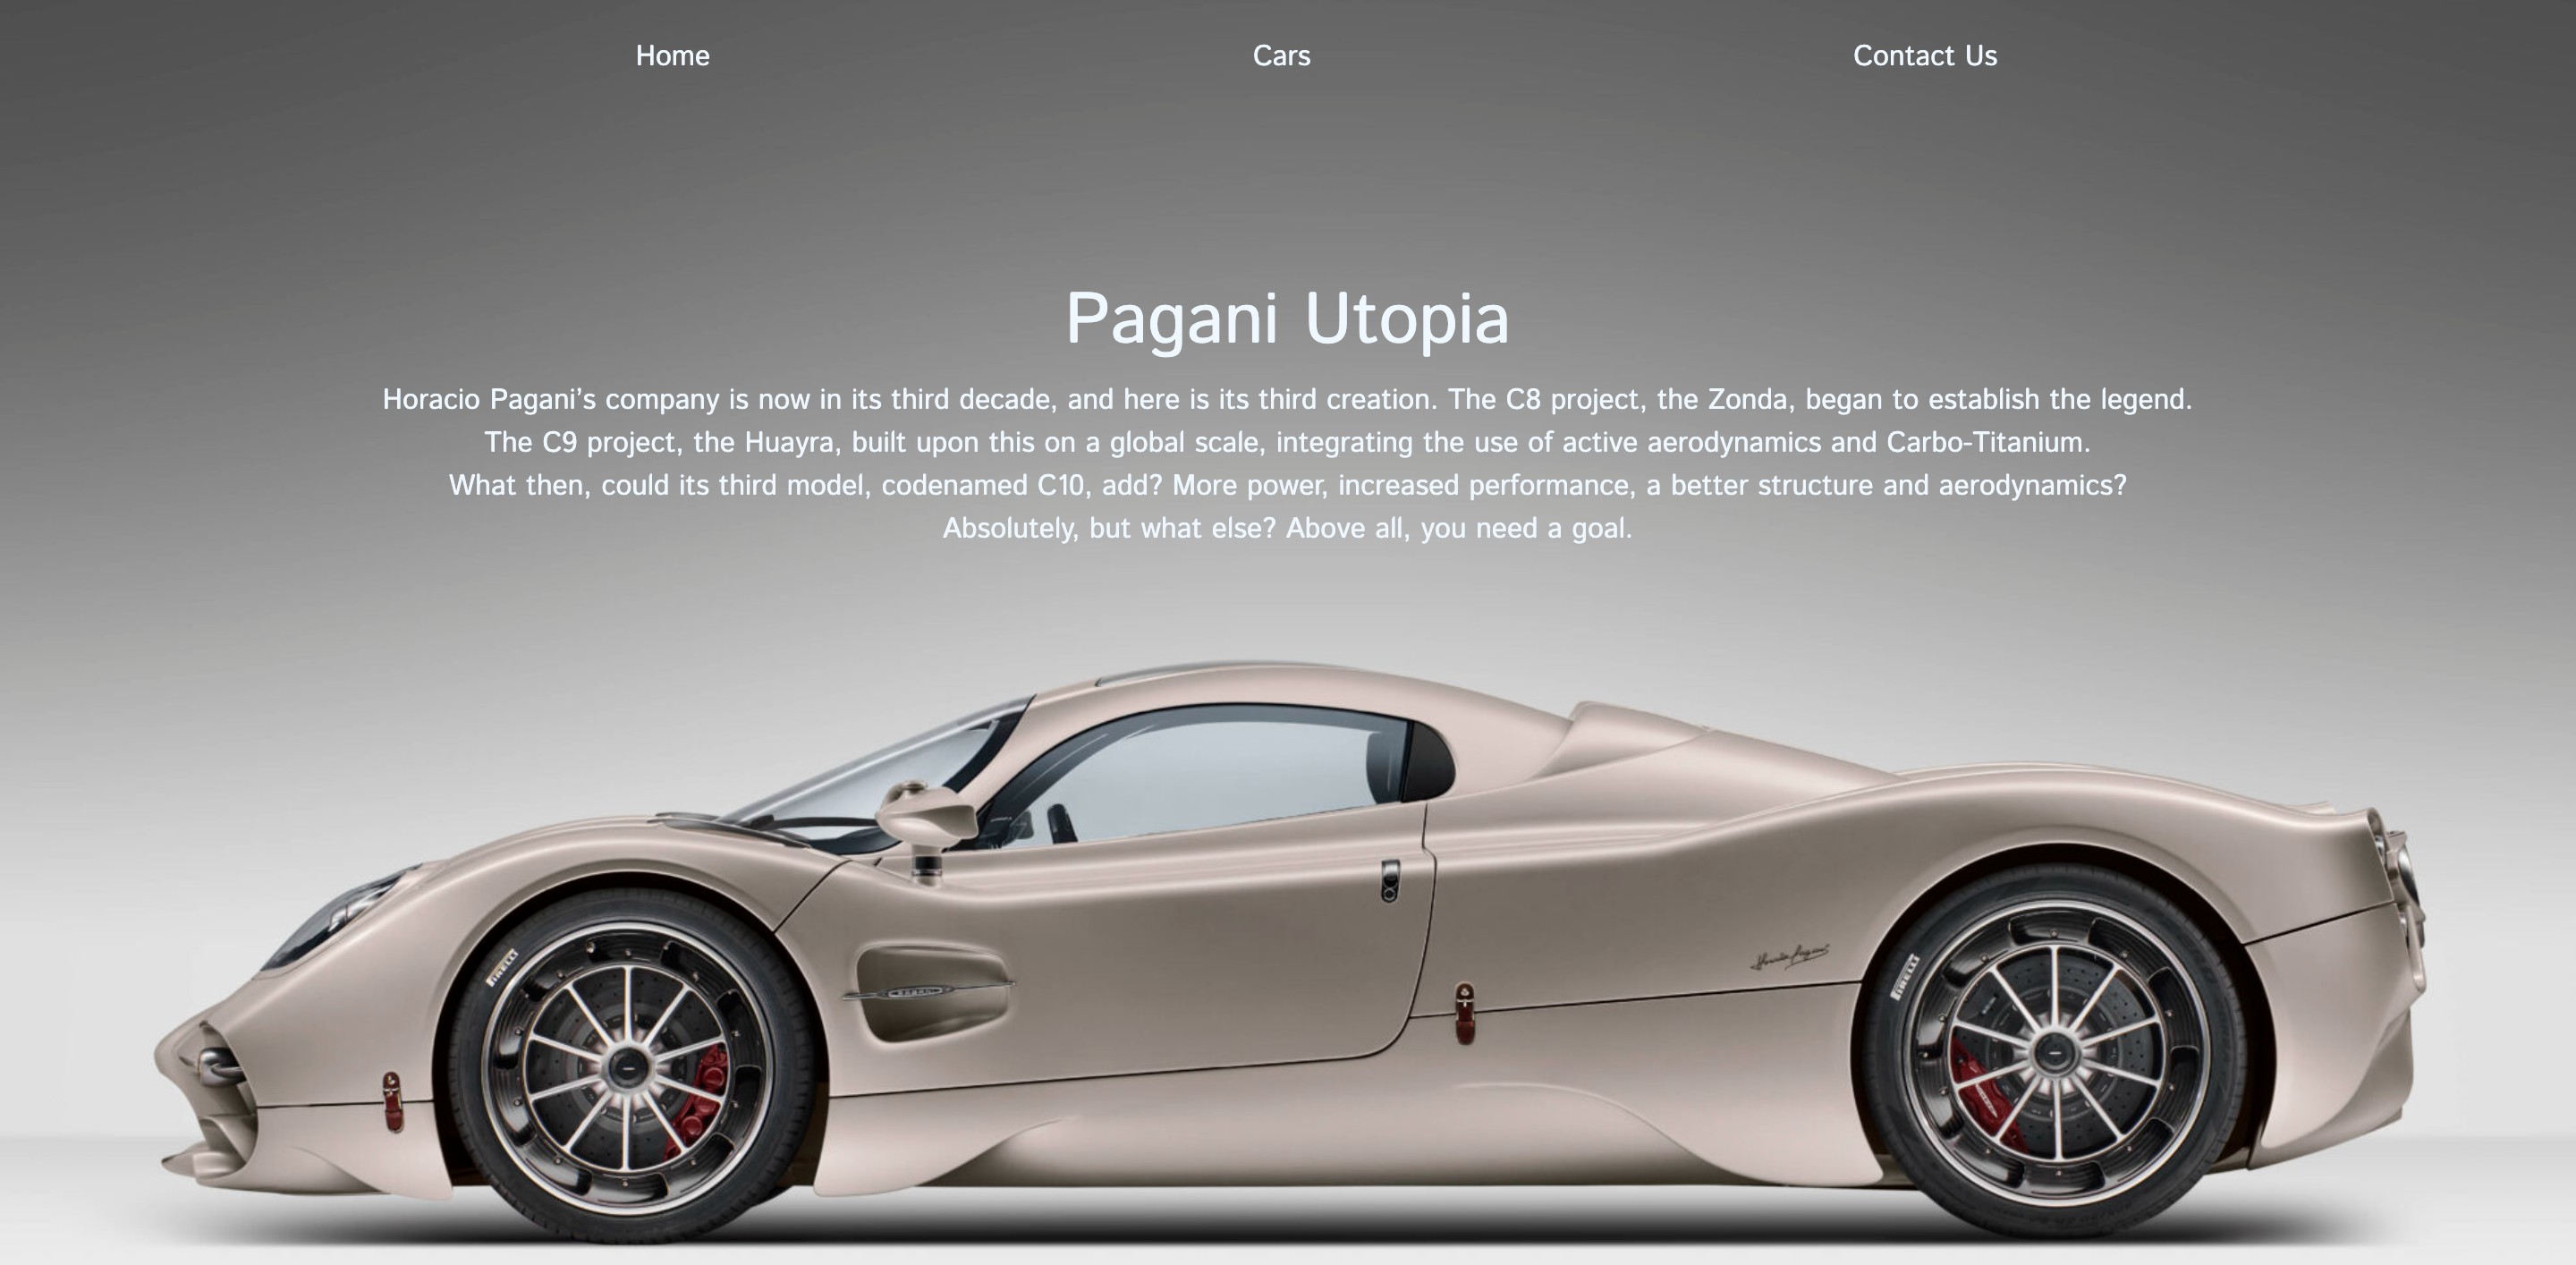 Home Cars Contact Us
Pagani Utopia
Horacio Pagani’s company is now in its third decade, and here is its third creation. The C8 project, the Zonda, began to establish the legend.
The C9 project, the Huayra, built upon this on a global scale, integrating the use of active aerodynamics and Carbo-Titanium.
What then, could its third model, codenamed C10, add? More power, increased performance, a better structure and aerodynamics?
Absolutely, but what else? Above all, you need a goal.
PIRELLI
Horacio Pagani
PIRELLI